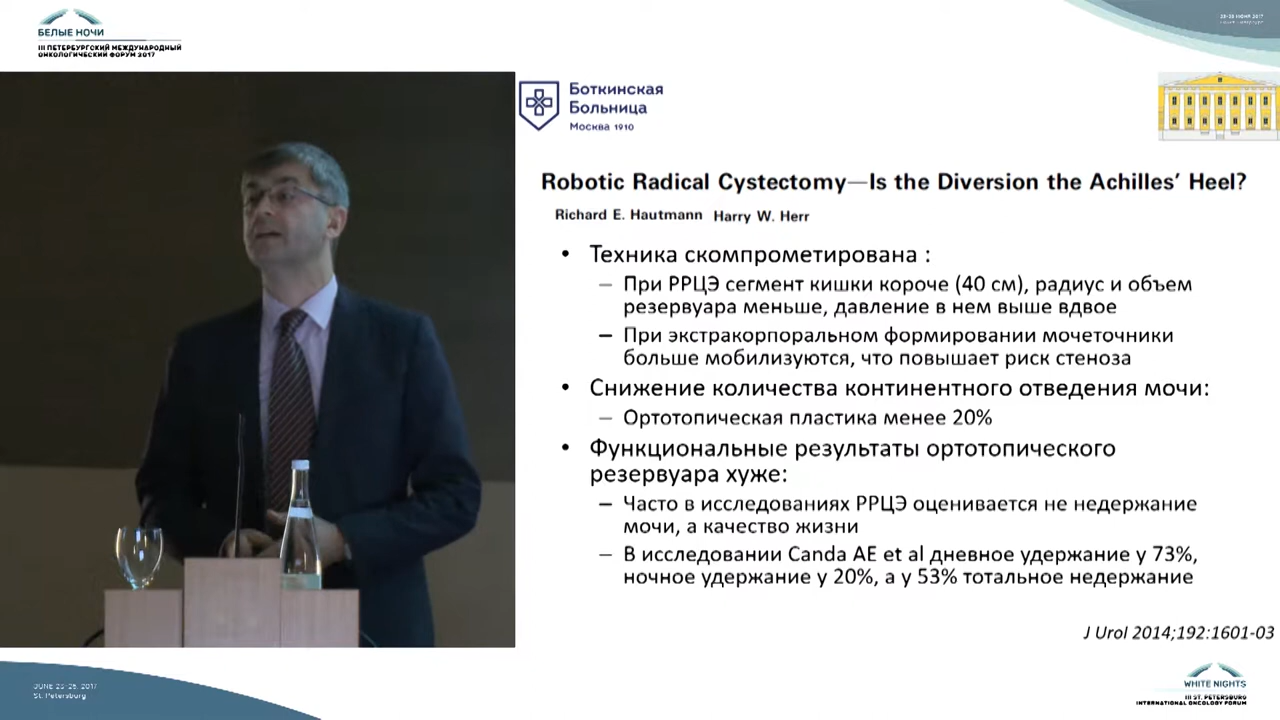 БЕЛЫЕ НОЧИ
III ПЕТЕРБУРГСКИЙ МЕЖДУНАРОДНЫЙ
ОНКОЛОГИЧЕСКИЙ ФОРУМ 2017
Боткинская
Больница
Москва 1910
Robotic Radical Cystectomy—Is the Diversion the Achilles’ Heel?
Richard E. Hautmann Harry W. Herr
• Техника скомпрометирована :
– При РРЦЭ сегмент кишки короче (40 см), радиус и объем
резервуара меньше, давление в нем выше вдвое
– При экстракорпоральном формировании мочеточники
больше мобилизуются, что повышает риск стеноза
• Снижение количества континентного отведения мочи:
– Ортотопическая пластика менее 20%
• Функциональные результаты ортотопического
резервуара хуже:
– Часто в исследованиях РРЦЭ оценивается не недержание
мочи, а качество жизни
– В исследовании Canda AE et al дневное удержание у 73%,
ночное удержание у 20%, а у 53% тотальное недержание
J Urol 2014;192:1601-03
St. Petersburg
WHITE NIGHTS
III ST. PETERSBURG
INTERNATIONAL ONCOLOGY FORUM